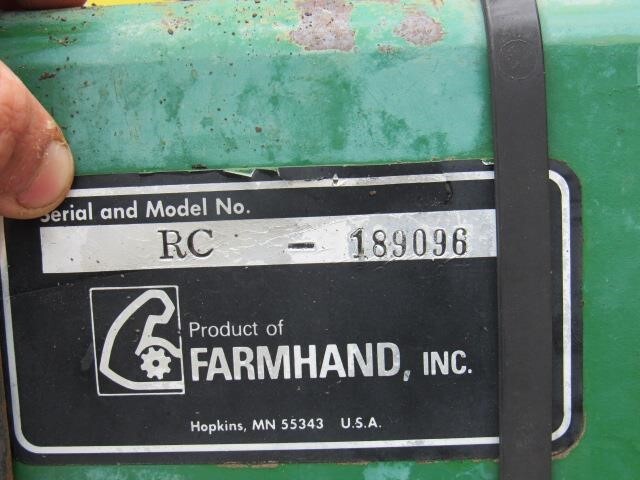 Serial and Model No.
RC - 189096
Product of
FARMHAND, INC.
Hopkins, MN 55343 U.S.A.